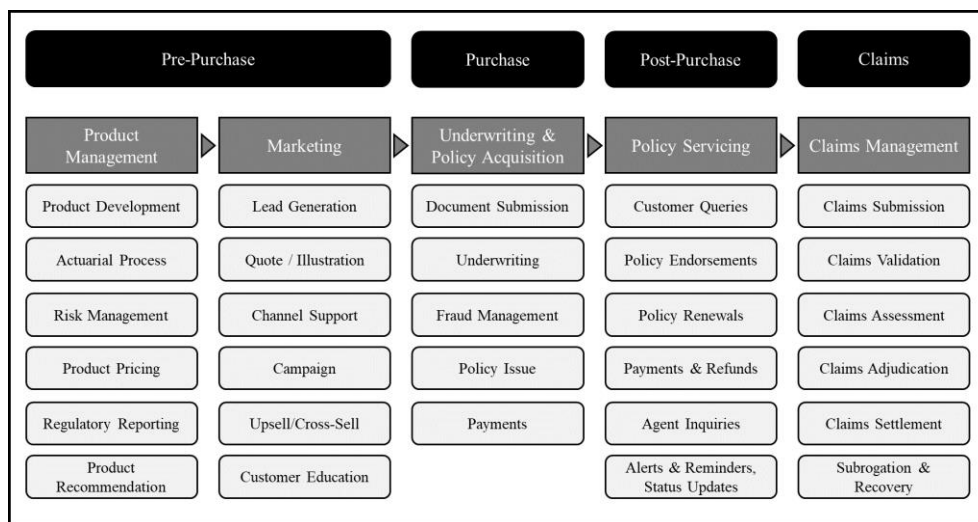 Pre-Purchase
Purchase
Post-Purchase
Claims
Product
Management
Marketing
Underwriting &
Policy Acquisition
Policy Servicing
Claims Management
Product Development
Lead Generation
Document Submission
Customer Queries
Claims Submission
Actuarial Process
Quote / Illustration
Underwriting
Policy Endorsements
Claims Validation
Risk Management
Channel Support
Fraud Management
Policy Renewals
Claims Assessment
Product Pricing
Campaign
Policy Issue
Payments & Refunds
Claims Adjudication
Regulatory Reporting
Upsell/Cross-Sell
Payments
Agent Inquiries
Claims Settlement
Product
Recommendation
Customer Education
Alerts & Reminders,
Status Updates
Subrogation &
Recovery